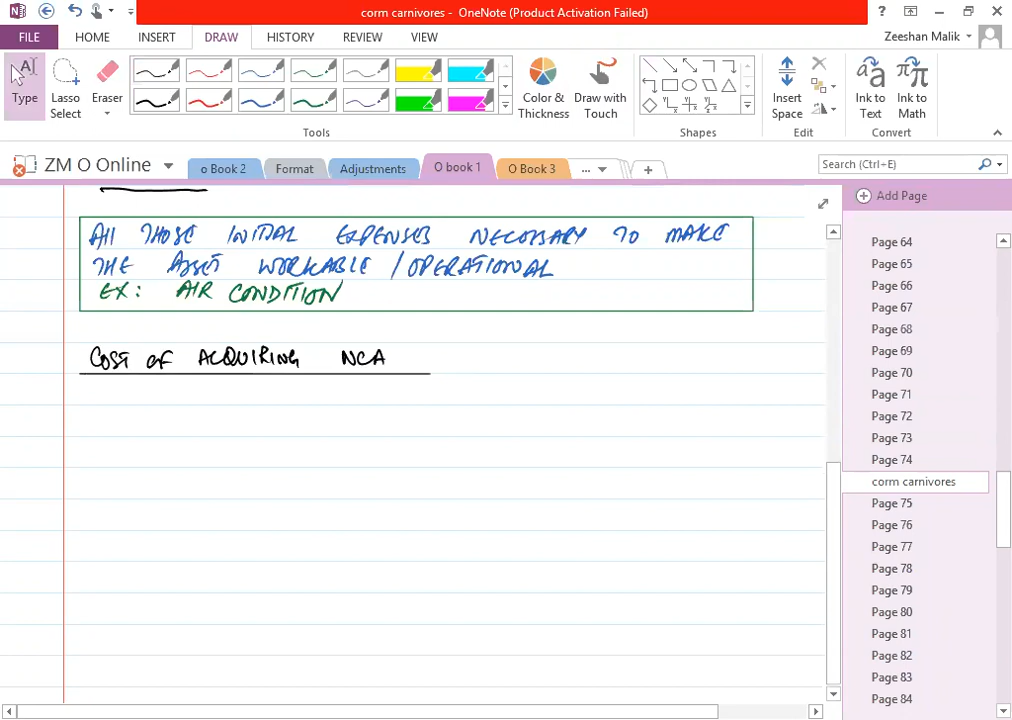 corm carnivores - OneNote (Product Activation Failed)
FILE HOME INSERT DRAW HISTORY REVIEW VIEW
Zeeshan Malik
Type
Lasso Select
Eraser
Color & Thickness
Draw with Touch
Insert Space
Ink to Text
Ink to Math
Tools
Shapes
Edit
Convert
ZM O Online
o Book 2
Format
Adjustments
O book 1
O Book 3
...
Search (Ctrl+E)
Add Page
All THOSE INITIAL EXPENSES NECESSARY TO MAKE
THE ASSET WORKABLE / OPERATIONAL
EX: AIR CONDITION
COST OF ACQUIRING NCA
Page 64
Page 65
Page 66
Page 67
Page 68
Page 69
Page 70
Page 71
Page 72
Page 73
Page 74
corm carnivores
Page 75
Page 76
Page 77
Page 78
Page 79
Page 80
Page 81
Page 82
Page 83
Page 84